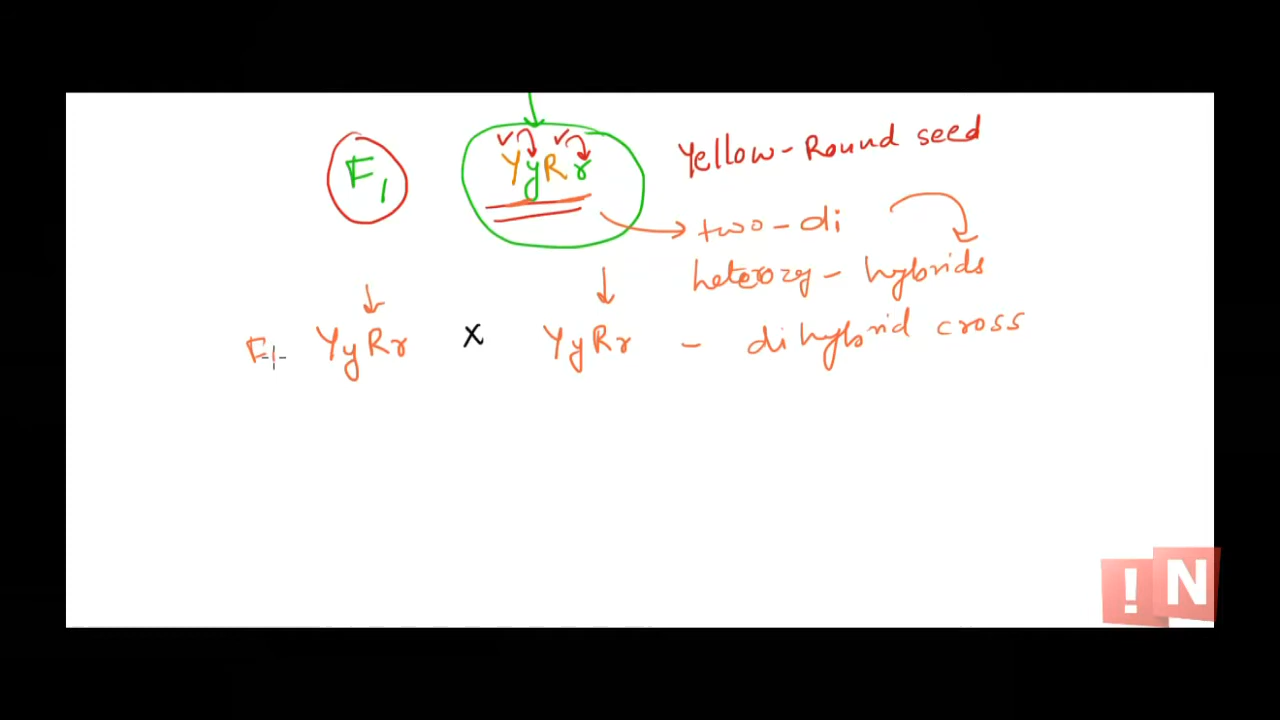 F1 YyRr Yellow-Round seed
two-di
heterozy- hybrids
F1 YyRr x YyRr - dihybrid cross
!N